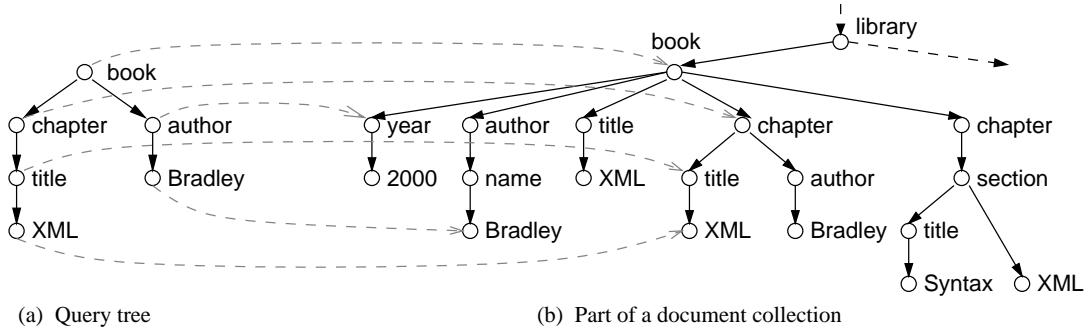 library
book
book
chapter author year author title chapter chapter
title Bradley 2000 name XML title author section
XML Bradley XML Bradley title
Syntax XML
(a) Query tree (b) Part of a document collection